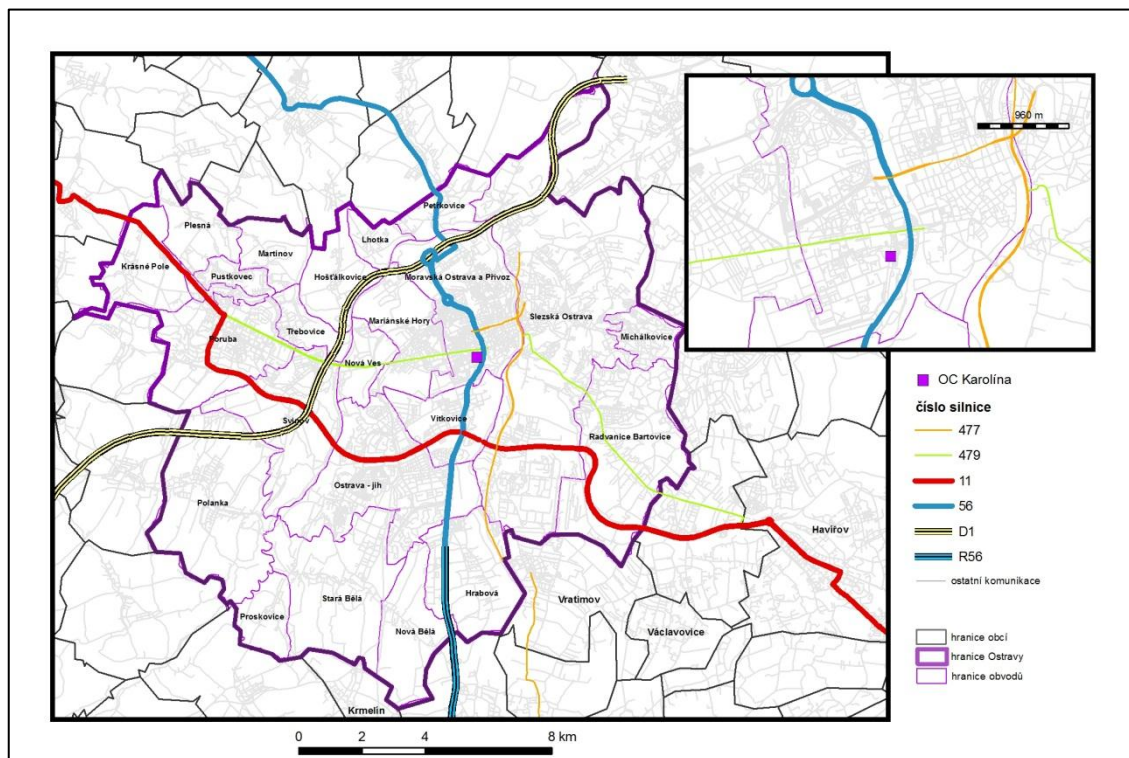 960 m
Petřkovice
Plesná
Lhotka
Martinov
Krásné Pole
Hošťálkovice
Moravská Ostrava a Přívoz
Pustkovec
Mariánské Hory
Slezská Ostrava
Třebovice
Michálkovice
Poruba
Nová Ves
Svinov
Vítkovice
Radvanice Bartovice
Ostrava - jih
Polanka
Havířov
Stará Bělá
Hrabová
Vratimov
Proskovice
Nová Bělá
Václavovice
Krmelín
0 2 4 8 km
OC Karolína
číslo silnice
477
479
11
56
D1
R56
ostatní komunikace
hranice obcí
hranice Ostravy
hranice obvodů